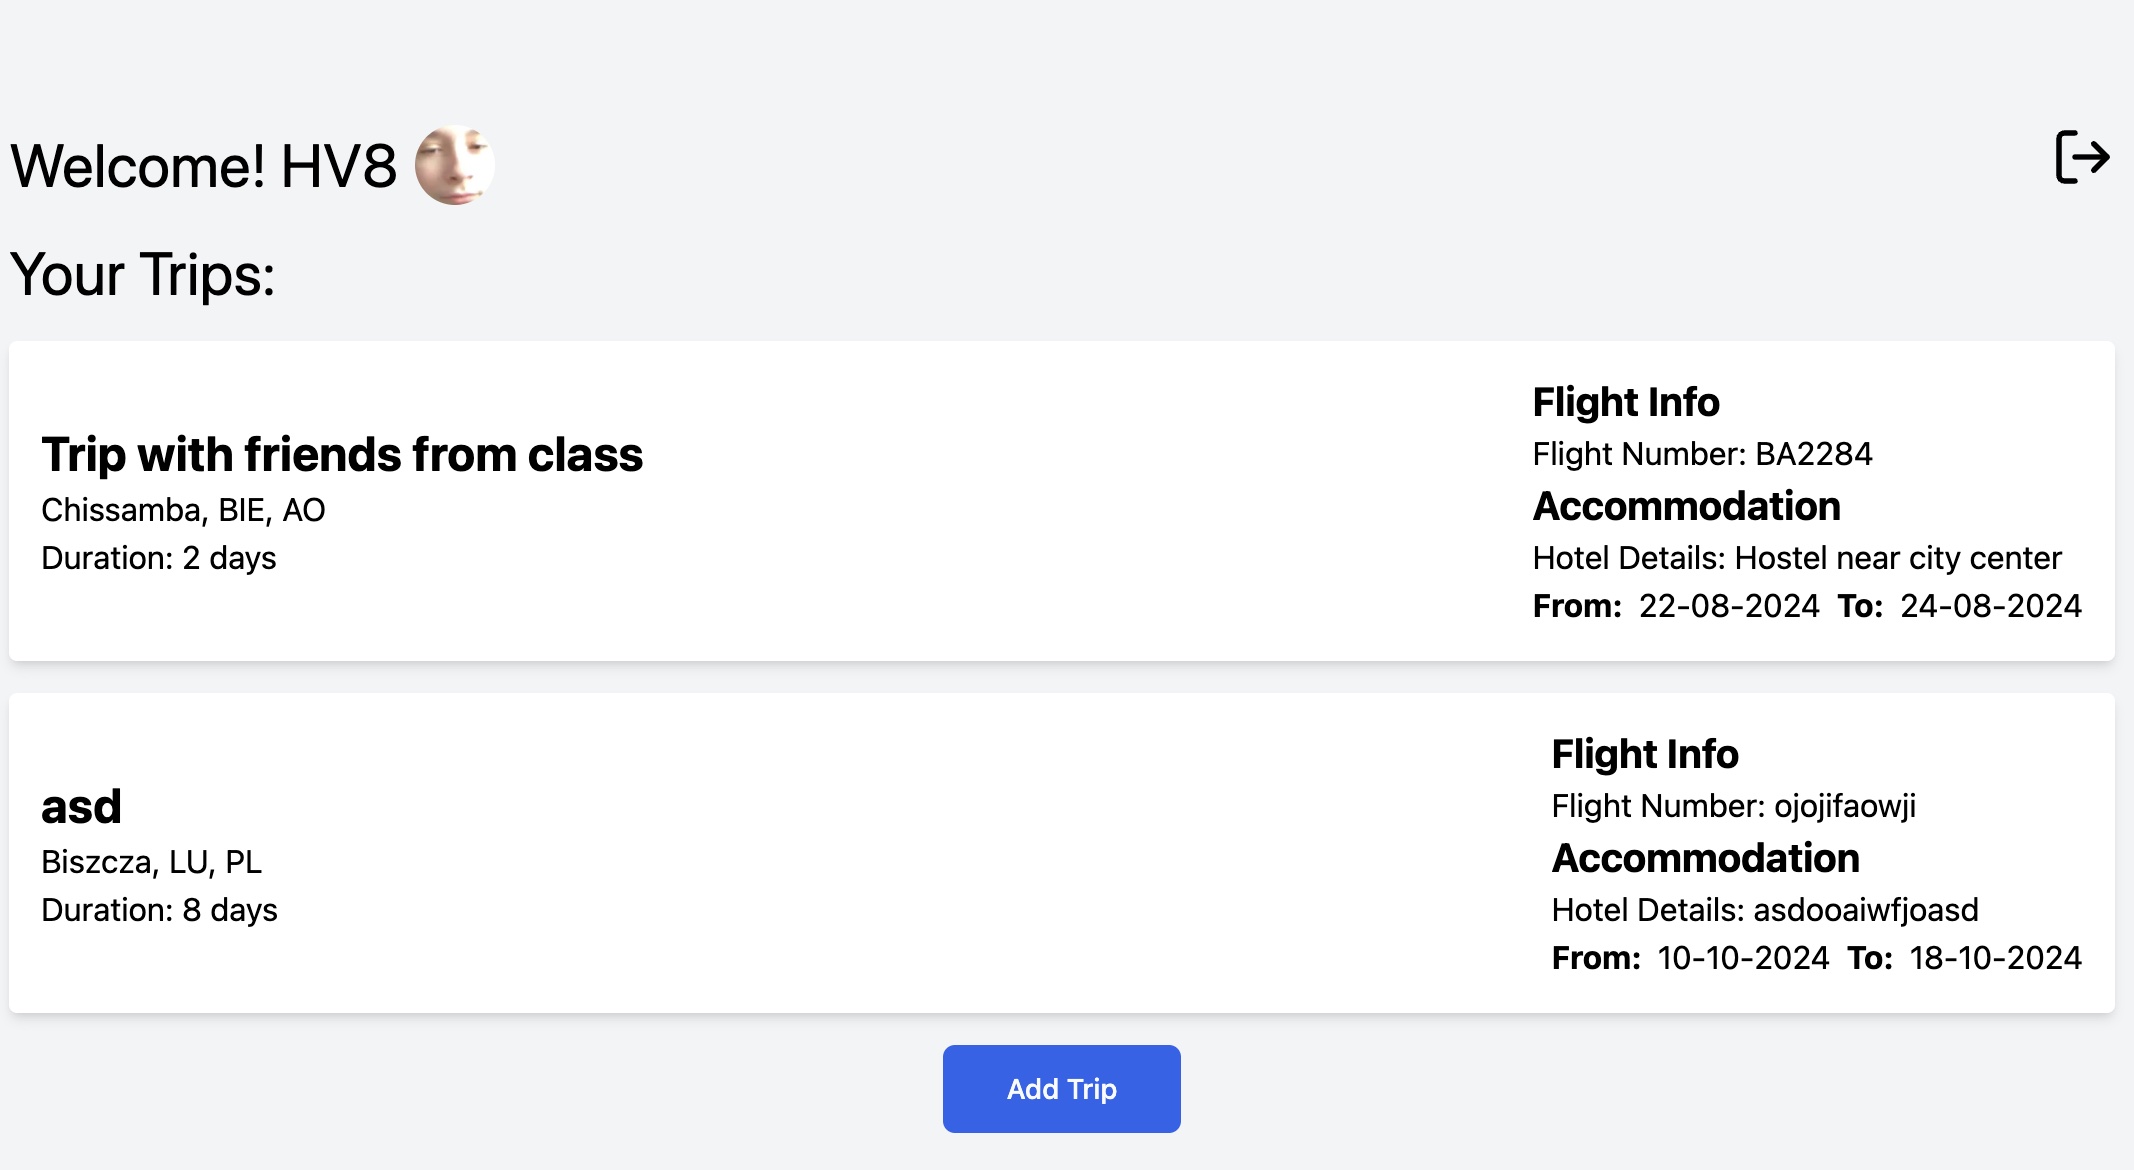 Welcome! HV8
Your Trips:
Trip with friends from class
Chissamba, BIE, AO
Duration: 2 days
Flight Info
Flight Number: BA2284
Accommodation
Hotel Details: Hostel near city center
From: 22-08-2024 To: 24-08-2024
asd
Biszcza, LU, PL
Duration: 8 days
Flight Info
Flight Number: ojojifaowji
Accommodation
Hotel Details: asdooaiwfjoasd
From: 10-10-2024 To: 18-10-2024
Add Trip